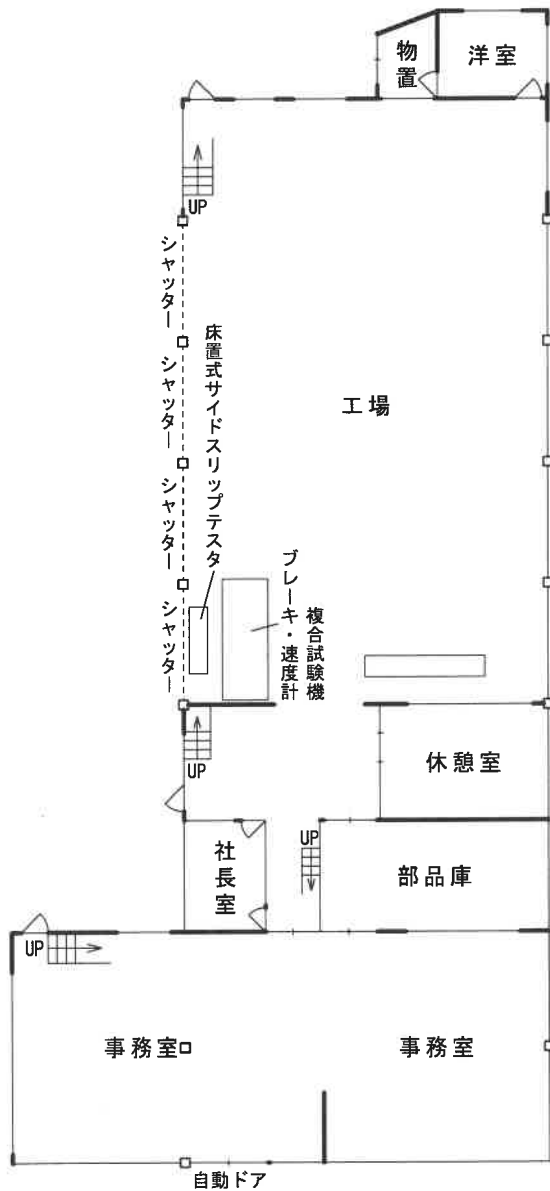 物置
洋室
UP
シャッター
シャッター
シャッター
シャッター
床置式サイドスリップテスタ
工場
ブレーキ・速度計
複合試験機
UP
休憩室
社長室
UP
部品庫
UP
事務室
事務室
自動ドア